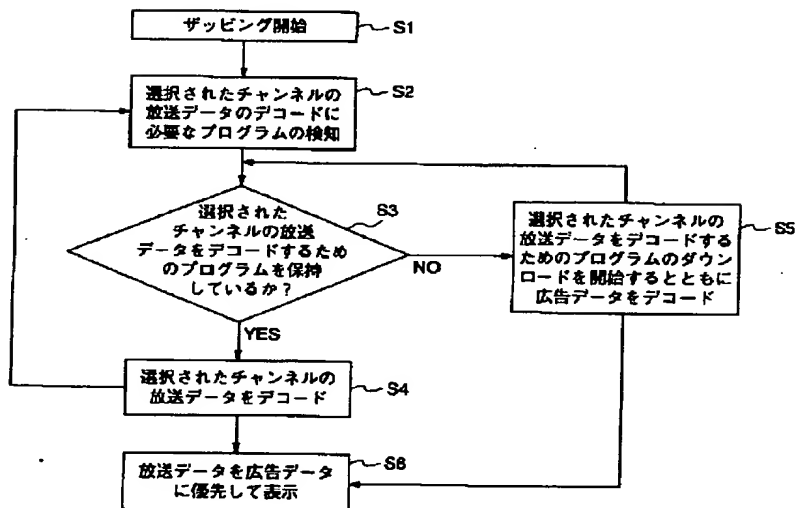 ザッピング開始
S1
選択されたチャンネルの
放送データのデコードに
必要なプログラムの検知
S2
選択された
チャンネルの放送
データをデコードするため
のプログラムを保持
しているか？
S3
NO
YES
選択されたチャンネルの
放送データをデコードする
ためのプログラムのダウン
ロードを開始するとともに
広告データをデコード
S5
選択されたチャンネルの
放送データをデコード
S4
放送データを広告データ
に優先して表示
S6